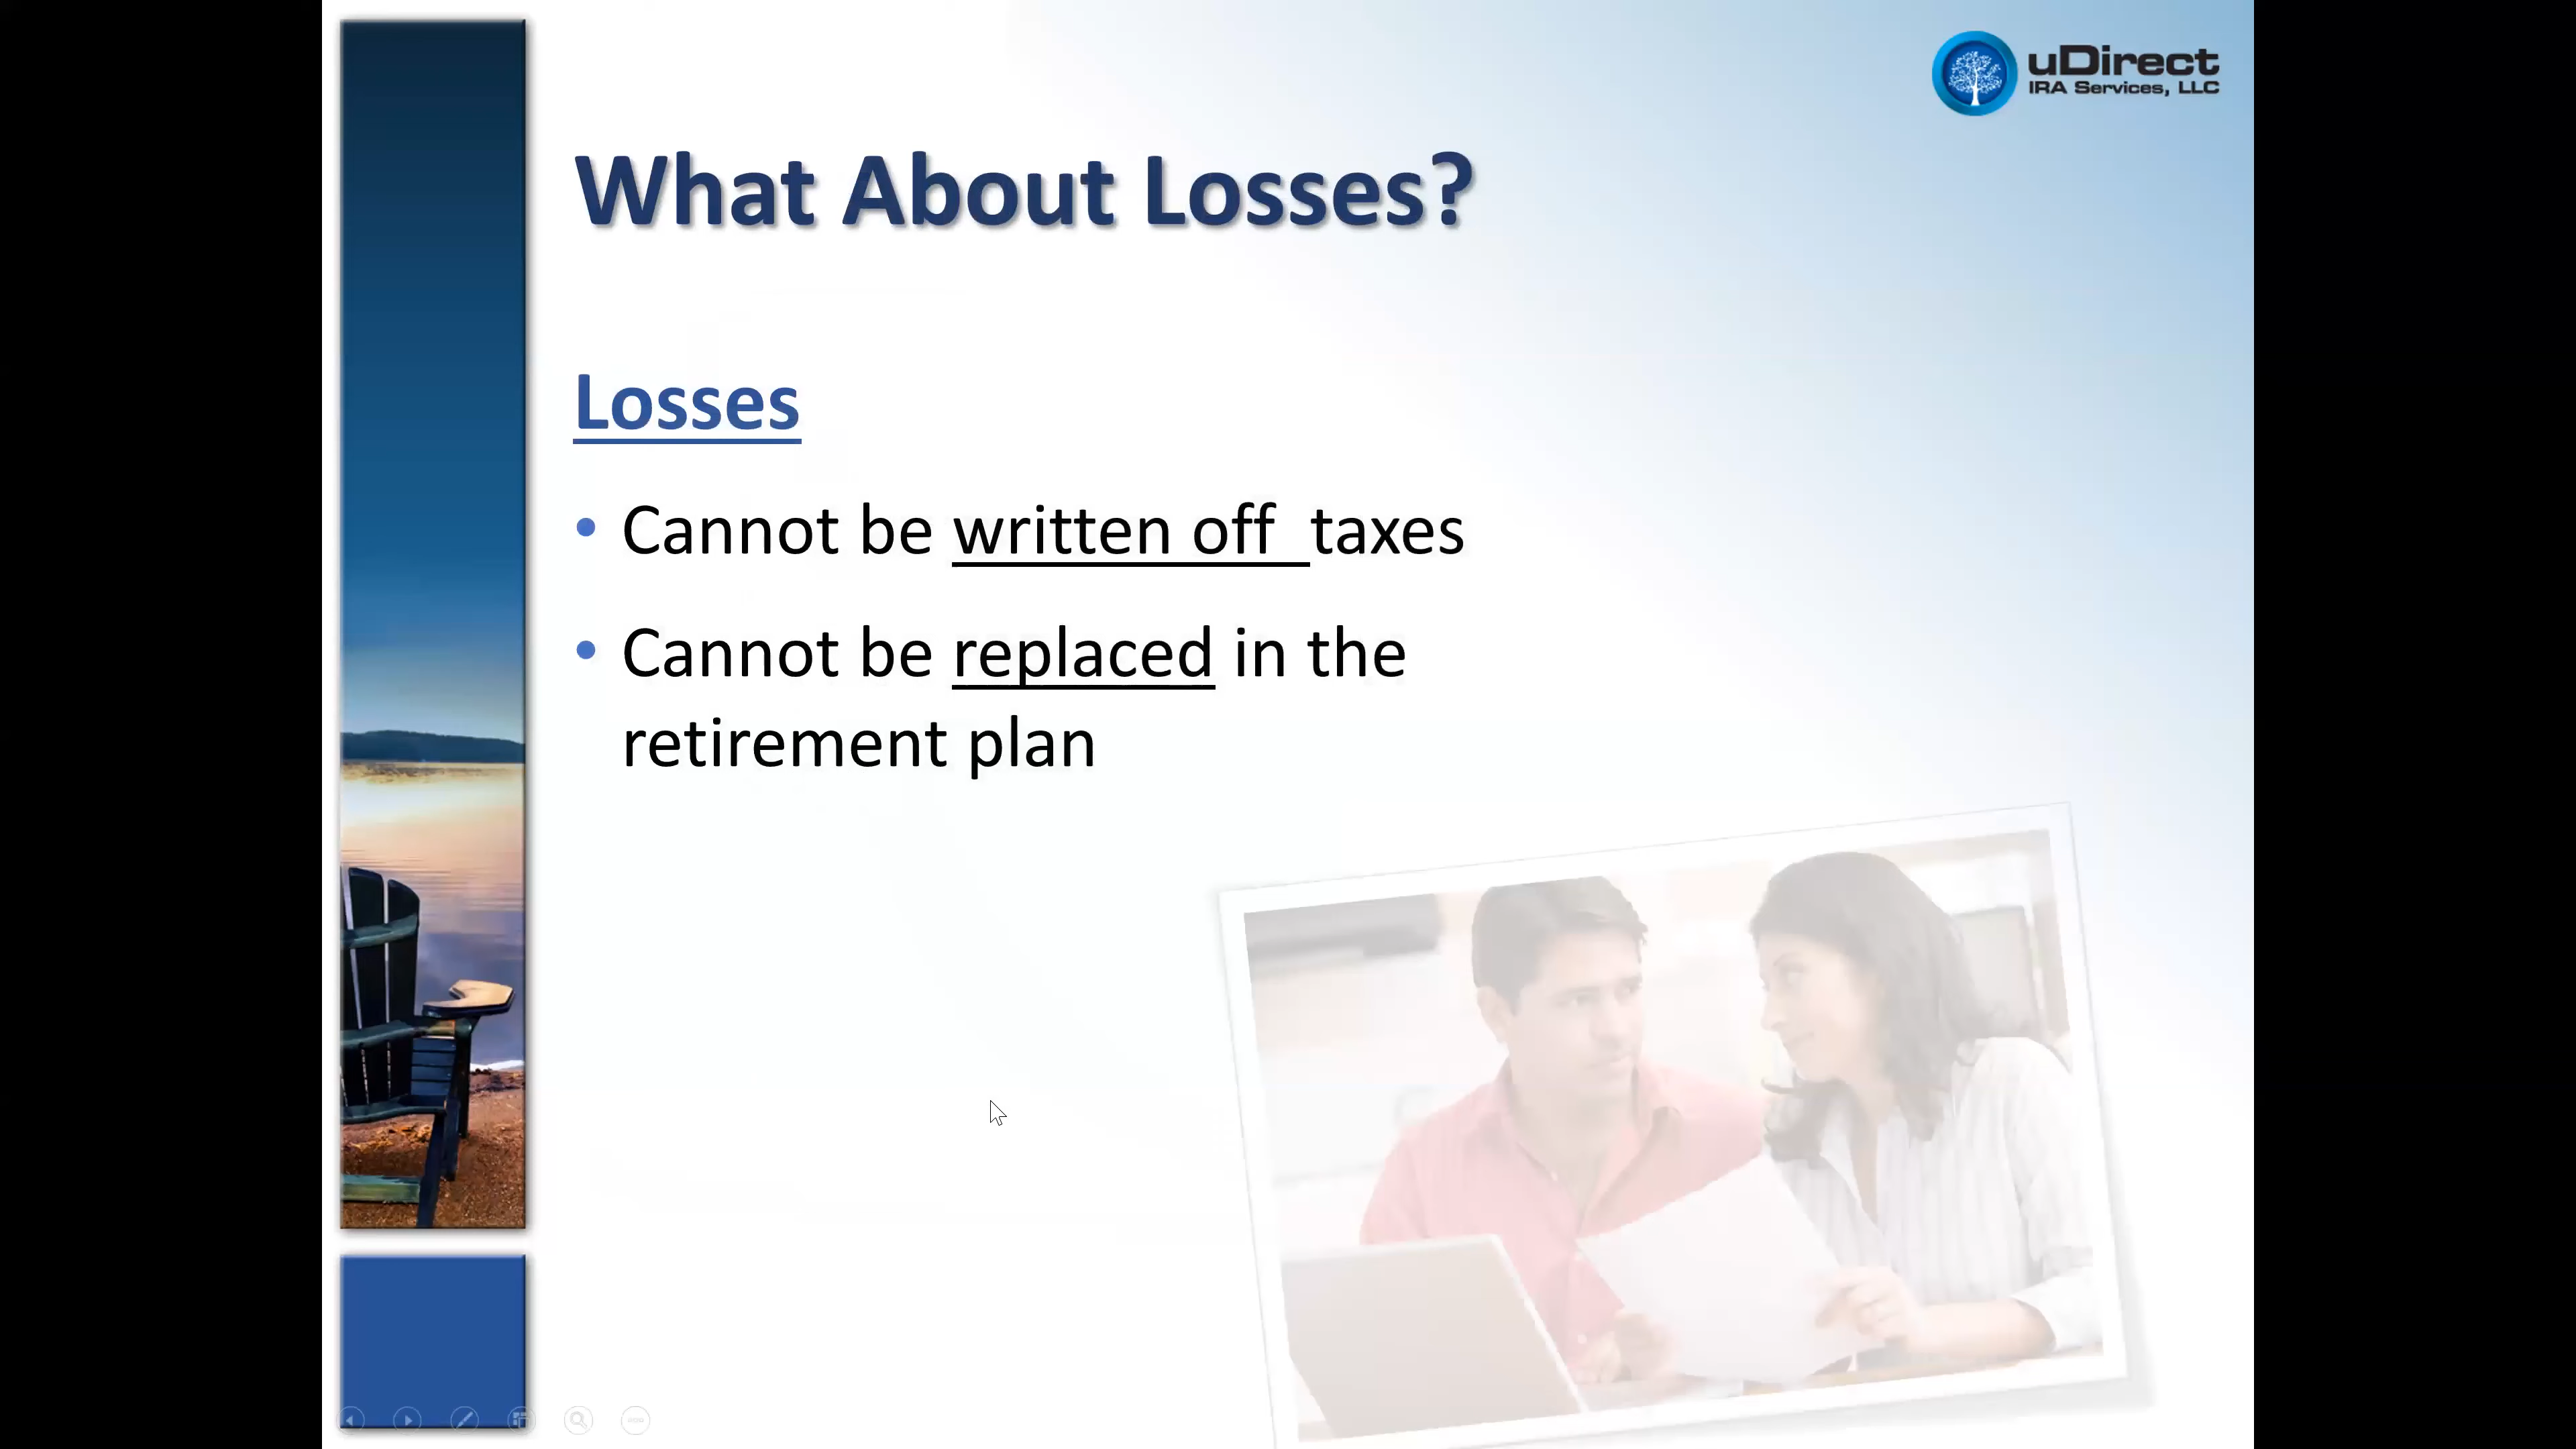 uDirect
IRA Services, LLC
What About Losses?
Losses
• Cannot be written off taxes
• Cannot be replaced in the
retirement plan